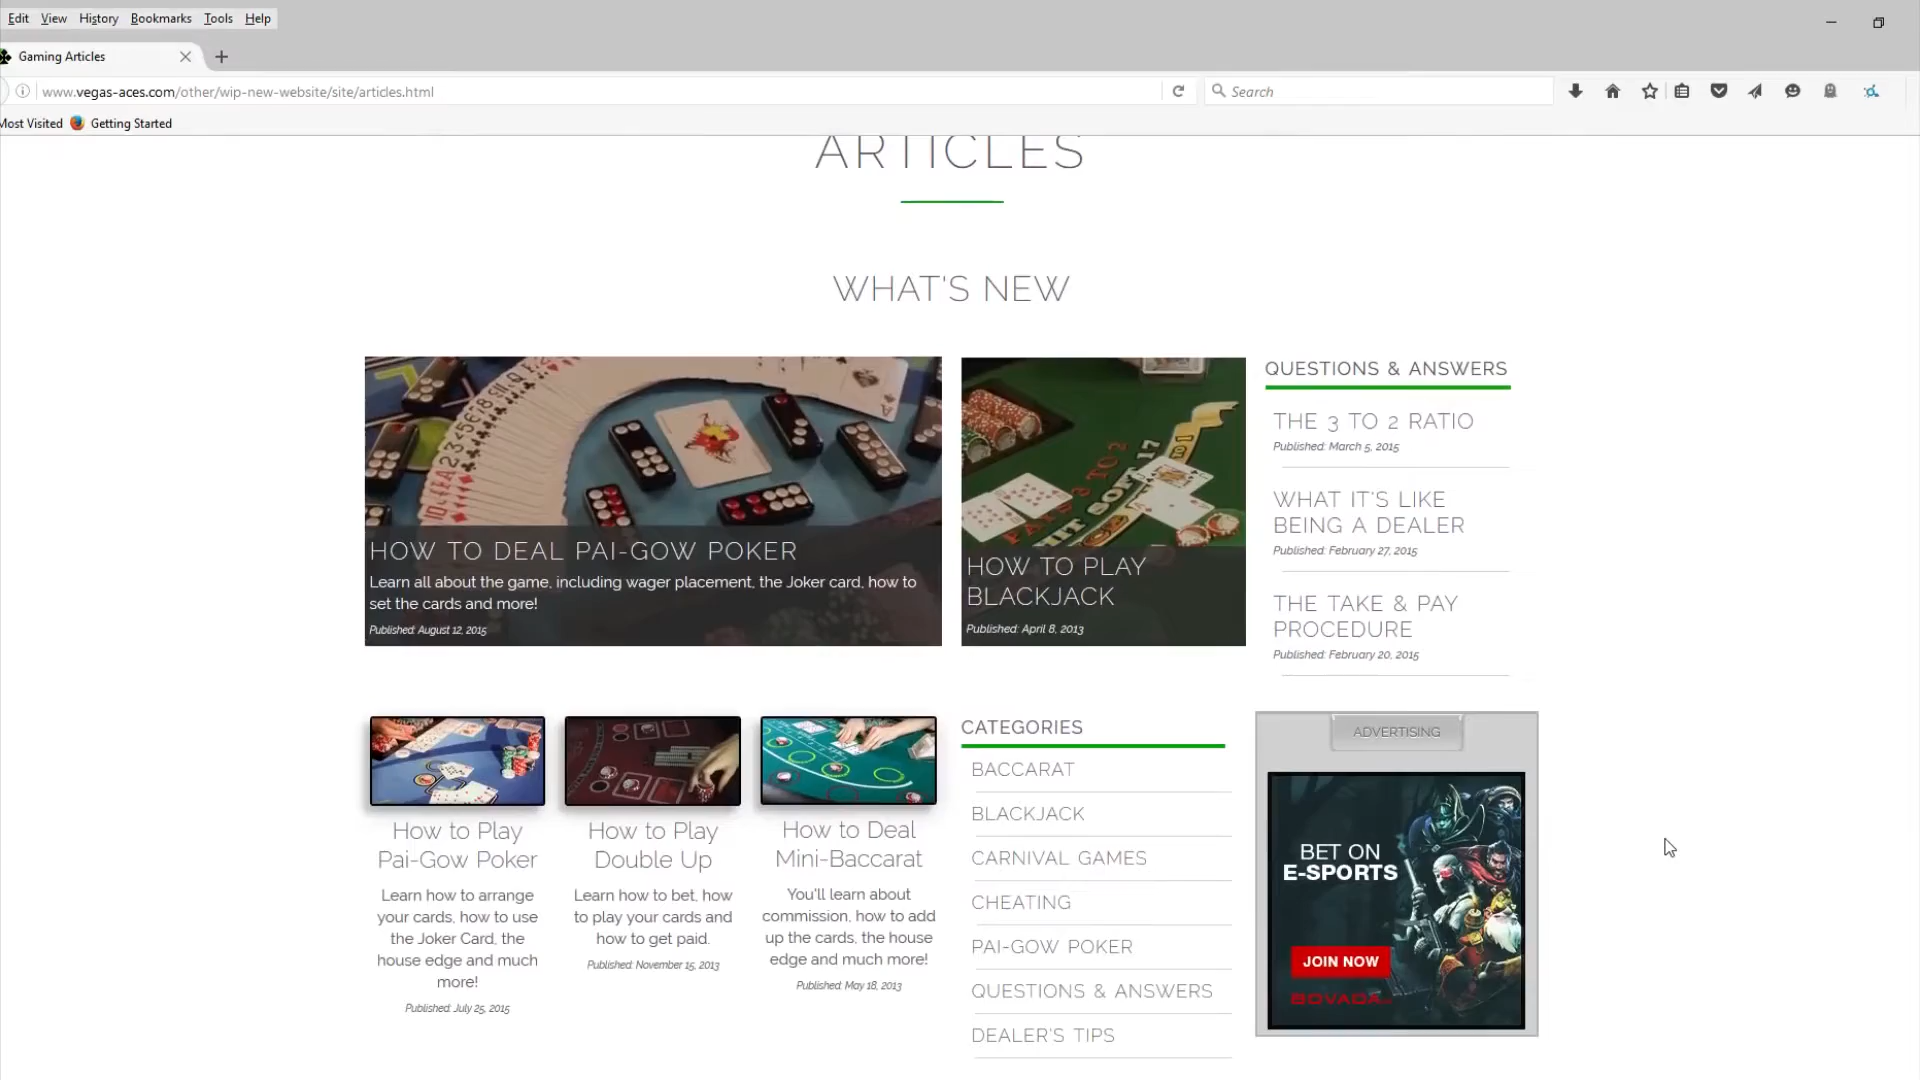 Edit View History Bookmarks Tools Help
Gaming Articles
www.vegas-aces.com/other/wip-new-website/site/articles.html
Search
Most Visited Getting Started
ARTICLES
WHAT'S NEW
HOW TO DEAL PAI-GOW POKER
Learn all about the game, including wager placement, the Joker card, how to
set the cards and more!
Published: August 12, 2015
PAYS 3 TO 2
HIT SOFT 17
HOW TO PLAY
BLACKJACK
Published: April 8, 2013
QUESTIONS & ANSWERS
THE 3 TO 2 RATIO
Published: March 5, 2015
WHAT IT'S LIKE
BEING A DEALER
Published: February 27, 2015
THE TAKE & PAY
PROCEDURE
Published: February 20, 2015
How to Play
Pai-Gow Poker
Learn how to arrange
your cards, how to use
the Joker Card, the
house edge and much
more!
Published: July 25, 2015
How to Play
Double Up
Learn how to bet, how
to play your cards and
how to get paid.
Published: November 15, 2013
How to Deal
Mini-Baccarat
You'll learn about
commission, how to add
up the cards, the house
edge and much more!
Published: May 18, 2013
CATEGORIES
BACCARAT
BLACKJACK
CARNIVAL GAMES
CHEATING
PAI-GOW POKER
QUESTIONS & ANSWERS
DEALER'S TIPS
ADVERTISING
BET ON
E-SPORTS
JOIN NOW
BOVADA